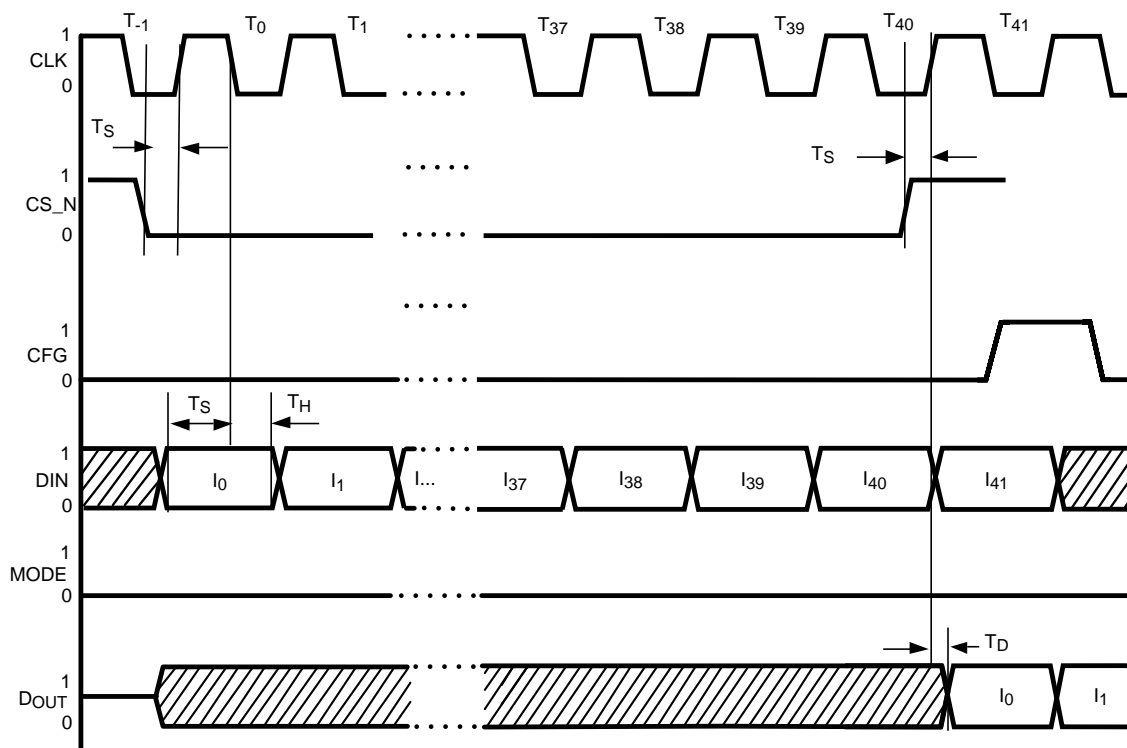 T-1 T0 T1 T37 T38 T39 T40 T41
1
CLK
0
TS TS
1
CS_N
0
1
CFG
0
TS TH
1
DIN I0 I1 I... I37 I38 I39 I40 I41
0
1
MODE
0
TD
1
DOUT I0 I1
0